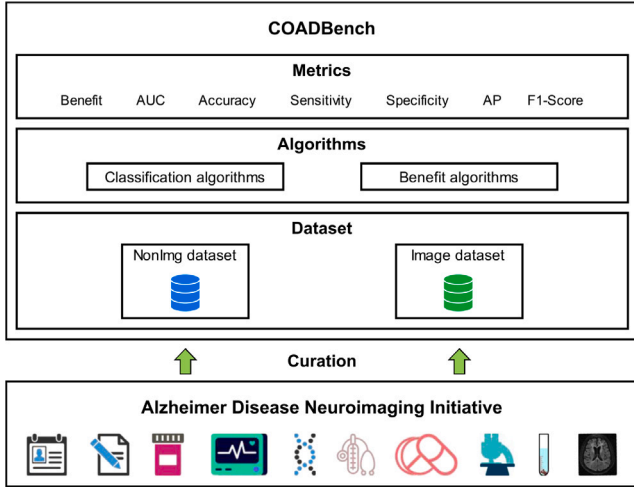 COADBench
Metrics
Benefit AUC Accuracy Sensitivity Specificity AP F1-Score
Algorithms
Classification algorithms Benefit algorithms
Dataset
NonImg dataset Image dataset
Curation
Alzheimer Disease Neuroimaging Initiative